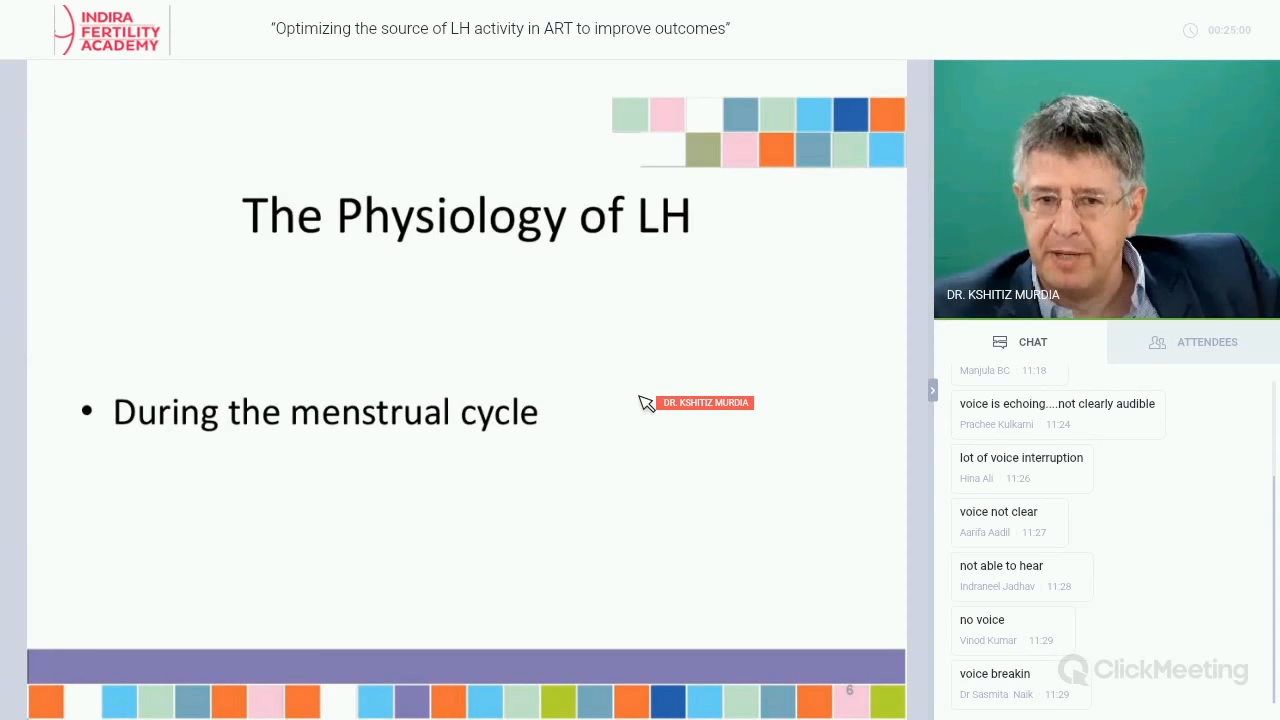 INDIRA
FERTILITY
ACADEMY
“Optimizing the source of LH activity in ART to improve outcomes”
00:25:00
The Physiology of LH
• During the menstrual cycle
DR. KSHITIZ MURDIA
6
DR. KSHITIZ MURDIA
CHAT
ATTENDEES
Manjula BC 11:18
voice is echoing....not clearly audible
Prachee Kulkarni 11:24
lot of voice interruption
Hina Ali 11:26
voice not clear
Aarifa Aadil 11:27
not able to hear
Indraneel Jadhav 11:28
no voice
Vinod Kumar 11:29
voice breakin
Dr Sasmita Naik 11:29
ClickMeeting